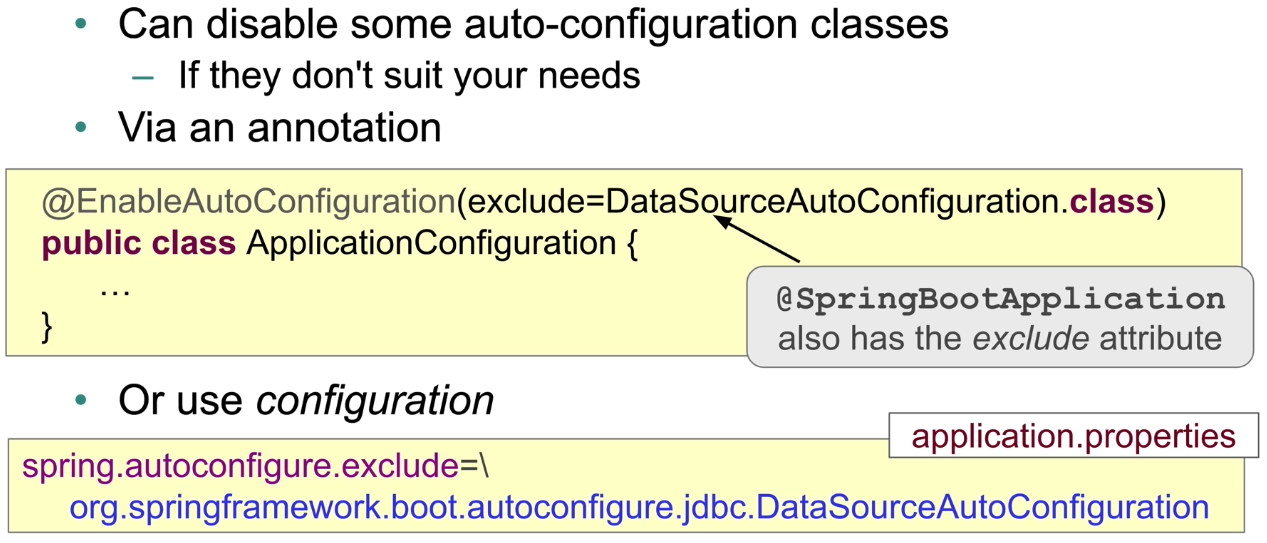 • Can disable some auto-configuration classes
– If they don't suit your needs
• Via an annotation
@EnableAutoConfiguration(exclude=DataSourceAutoConfiguration.class)
public class ApplicationConfiguration {
…
}
@SpringBootApplication
also has the exclude attribute
• Or use configuration
application.properties
spring.autoconfigure.exclude=\
org.springframework.boot.autoconfigure.jdbc.DataSourceAutoConfiguration